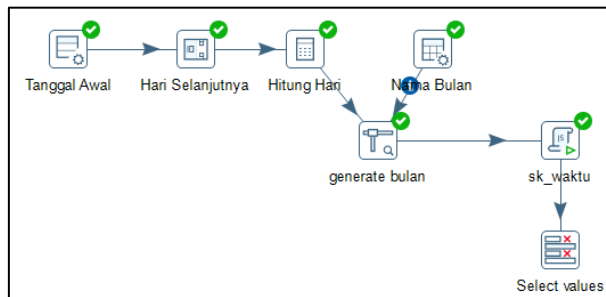 Tanggal Awal
Hari Selanjutnya
Hitung Hari
Nama Bulan
generate bulan
sk_waktu
Select values